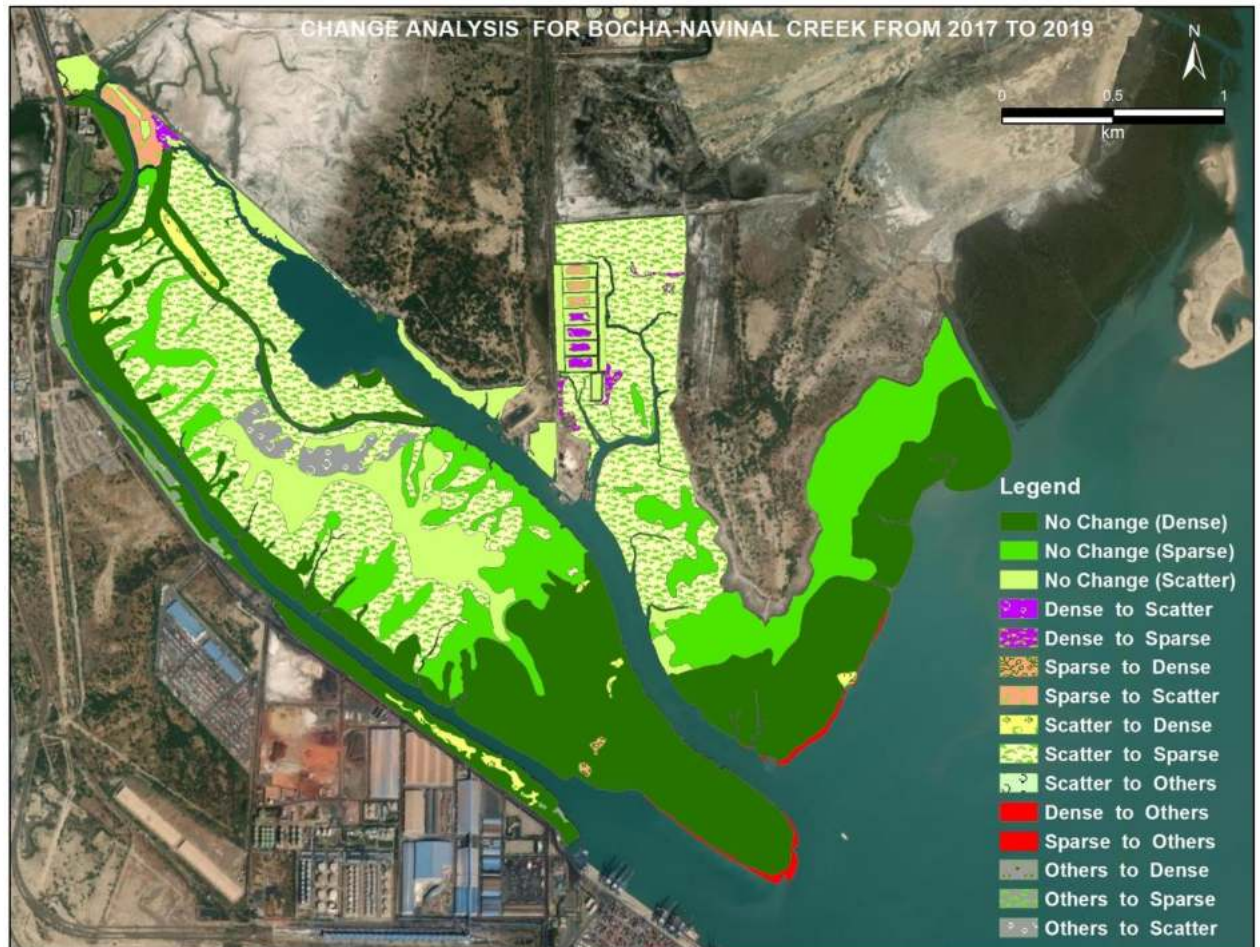 CHANGE ANALYSIS FOR BOCHA-NAVINAL CREEK FROM 2017 TO 2019
N
0 0.5 1
km
Legend
No Change (Dense)
No Change (Sparse)
No Change (Scatter)
Dense to Scatter
Dense to Sparse
Sparse to Dense
Sparse to Scatter
Scatter to Dense
Scatter to Sparse
Scatter to Others
Dense to Others
Sparse to Others
Others to Dense
Others to Sparse
Others to Scatter